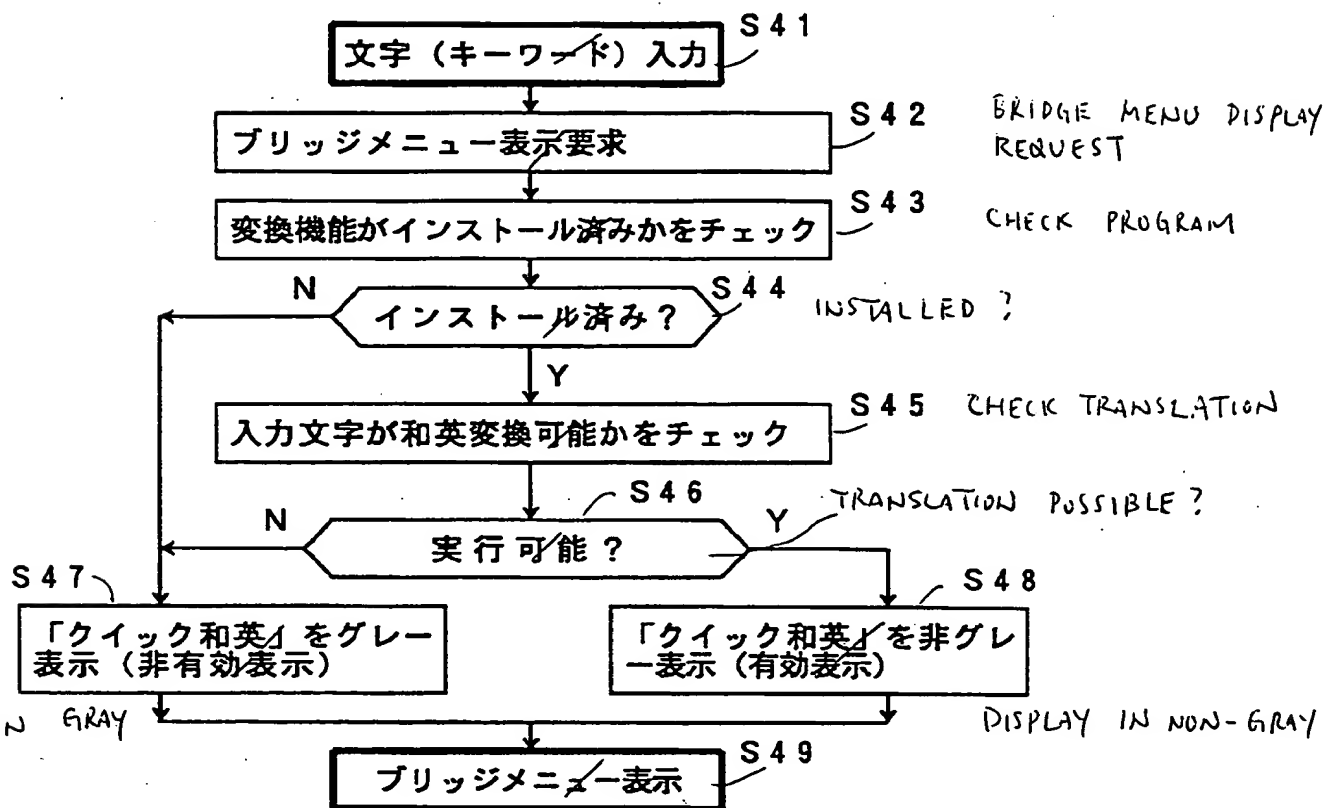 S41
文字（キーワード）入力
S42
BRIDGE MENU DISPLAY
REQUEST
ブリッジメニュー表示要求
S43
CHECK PROGRAM
変換機能がインストール済みかをチェック
N
S44
INSTALLED ?
インストール済み？
Y
S45
CHECK TRANSLATION
入力文字が和英変換可能かをチェック
S46
TRANSLATION POSSIBLE ?
N
実行可能？
Y
S47
S48
「クイック和英」をグレー
表示（非有効表示）
「クイック和英」を非グレ
ー表示（有効表示）
N GRAY
DISPLAY IN NON-GRAY
S49
ブリッジメニュー表示